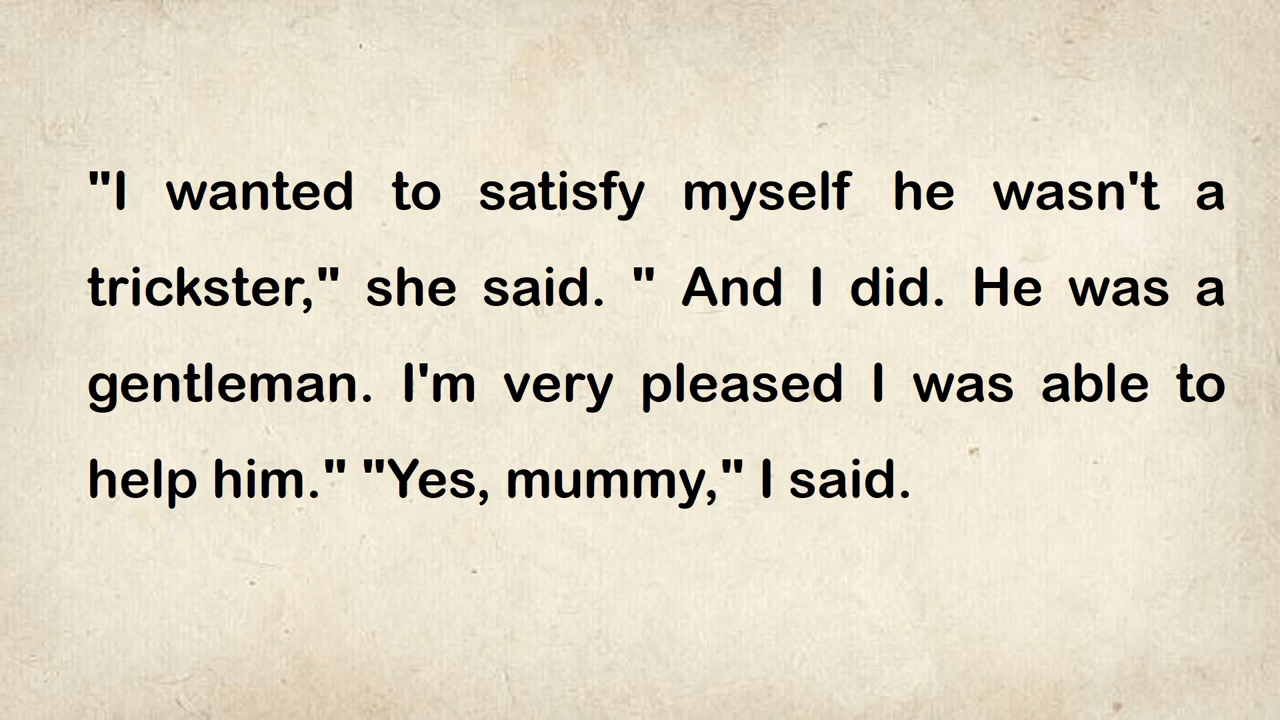 "I wanted to satisfy myself he wasn't a
trickster," she said. " And I did. He was a
gentleman. I'm very pleased I was able to
help him." "Yes, mummy," I said.